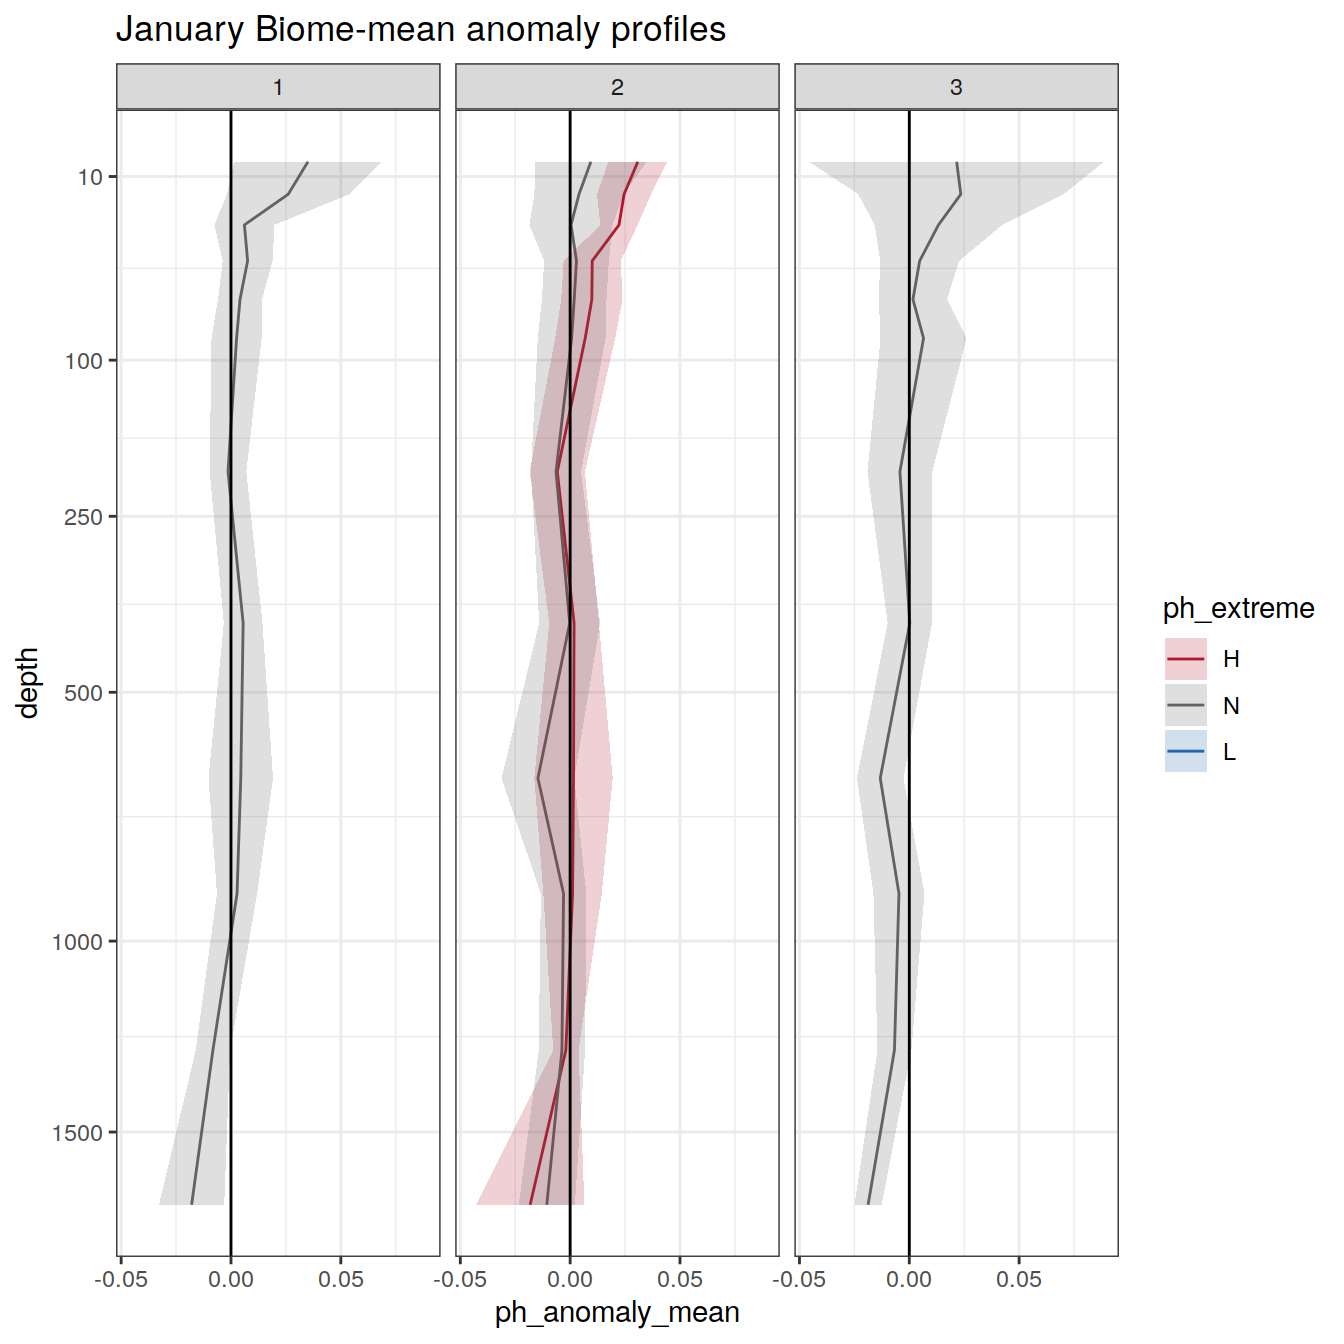 January Biome-mean anomaly profiles
1 2 3
10
100
250
500
1000
1500
depth
-0.05 0.00 0.05 -0.05 0.00 0.05 -0.05 0.00 0.05
ph_anomaly_mean
ph_extreme
H
N
L